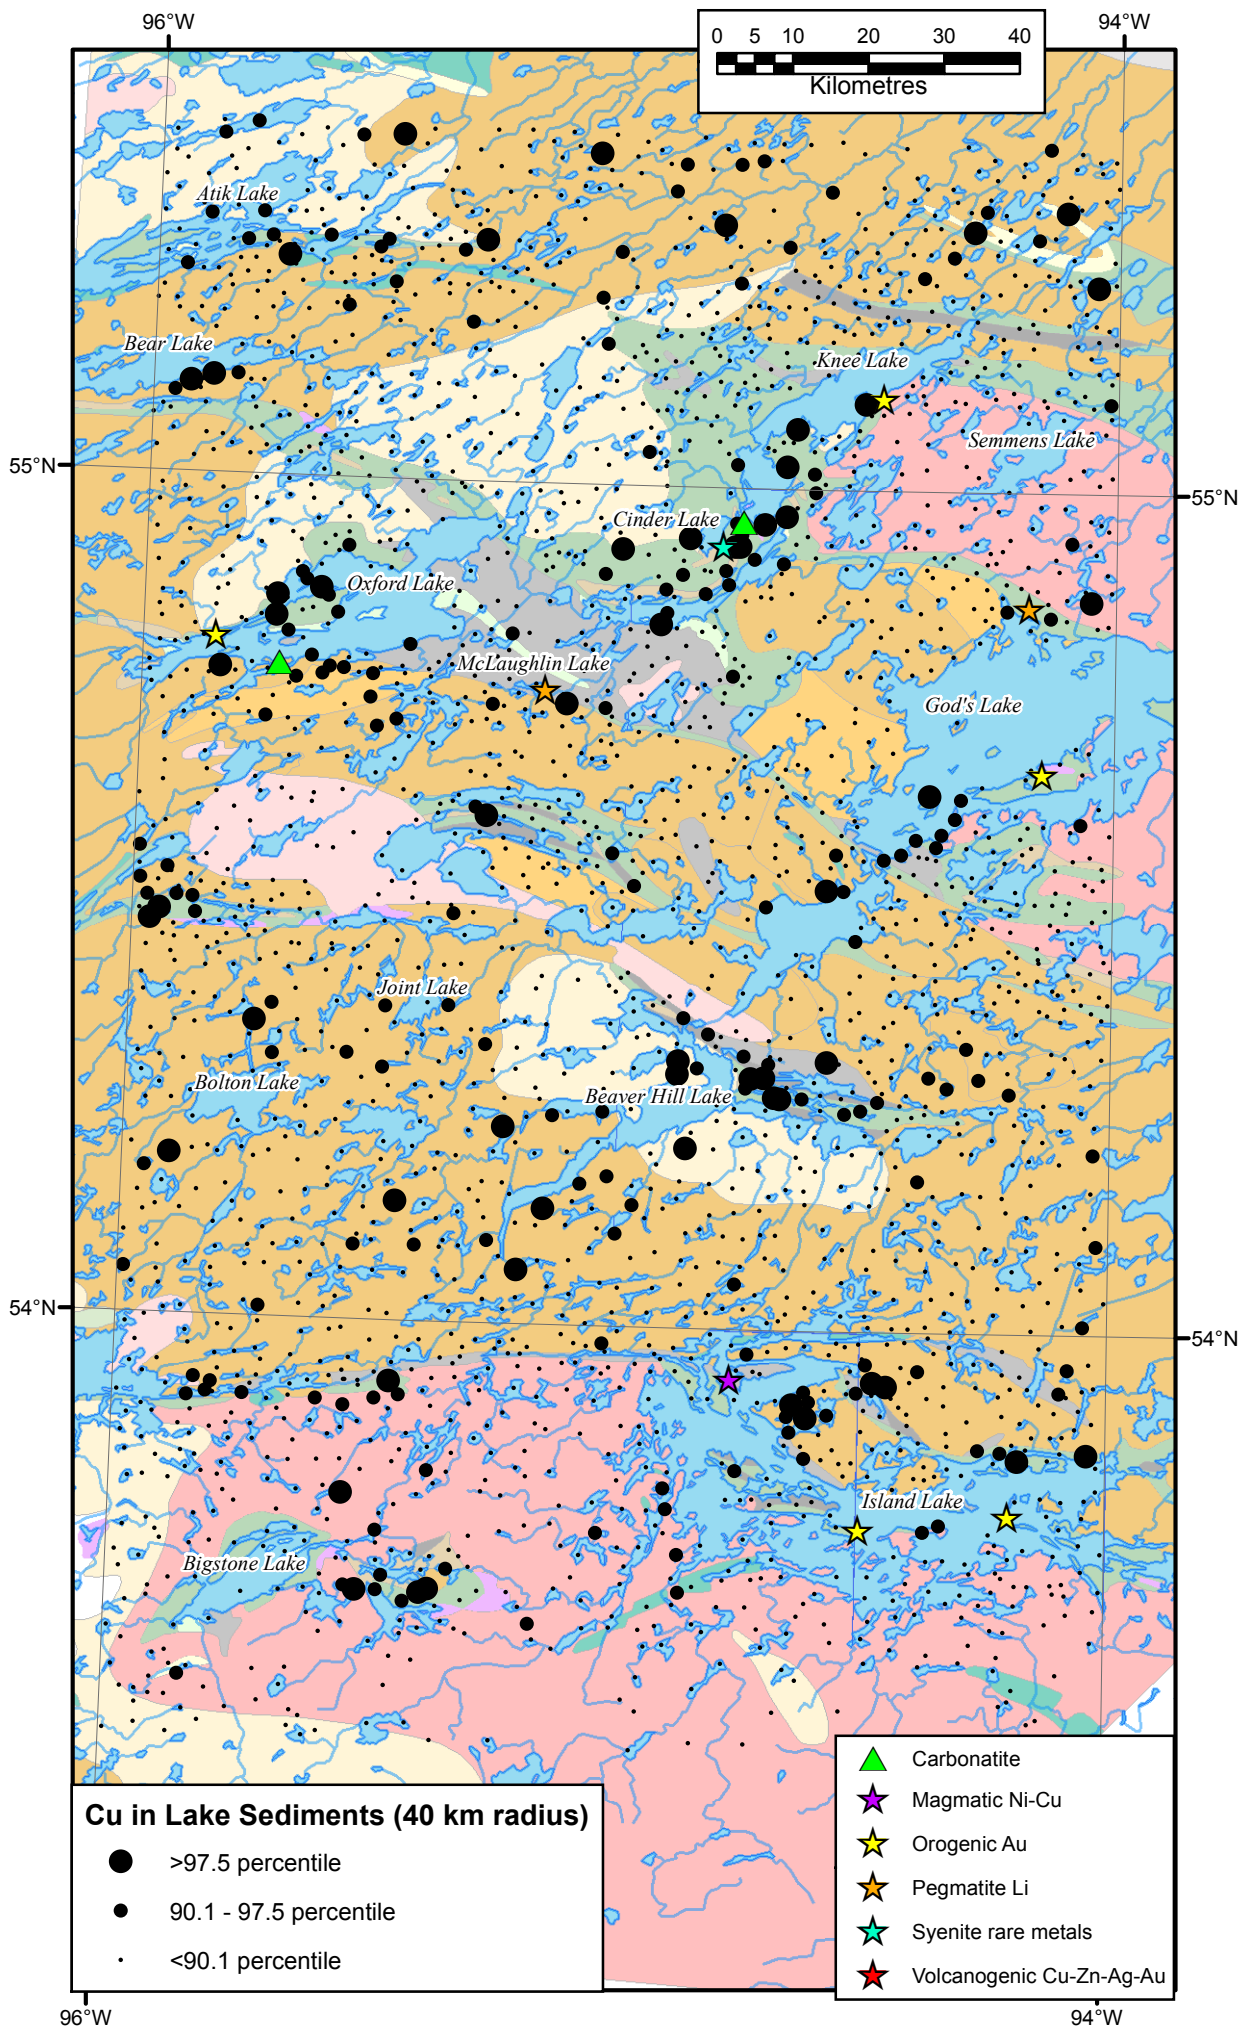 96°W
94°W
0 5 10 20 30 40
Kilometres
Atik Lake
Bear Lake
Knee Lake
Semmens Lake
55°N
55°N
Cinder Lake
Oxford Lake
McLaughlin Lake
God's Lake
Joint Lake
Bolton Lake
Beaver Hill Lake
54°N
54°N
Island Lake
Bigstone Lake
Cu in Lake Sediments (40 km radius)
>97.5 percentile
90.1 - 97.5 percentile
<90.1 percentile
Carbonatite
Magmatic Ni-Cu
Orogenic Au
Pegmatite Li
Syenite rare metals
Volcanogenic Cu-Zn-Ag-Au
96°W
94°W